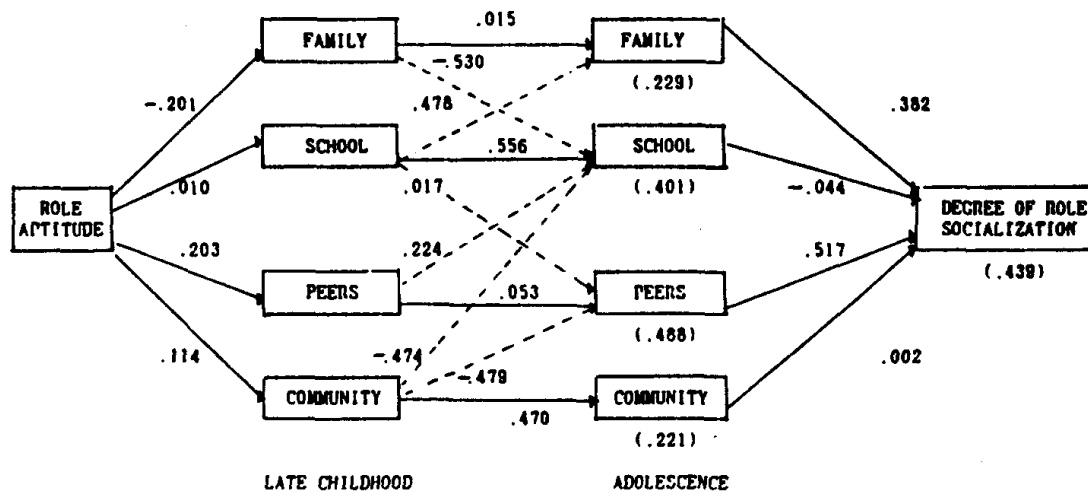 .015
FAMILY
FAMILY
-.530
(.229)
-.201
.478
.382
SCHOOL
.556
SCHOOL
.010
.017
(.401)
-.044
ROLE
APTITUDE
DEGREE OF ROLE
SOCIALIZATION
(.439)
.203
.224
.517
PEERS
.053
PEERS
(.488)
.114
-.474
-.479
.002
COMMUNITY
COMMUNITY
.470
(.221)
LATE CHILDHOOD
ADOLESCENCE